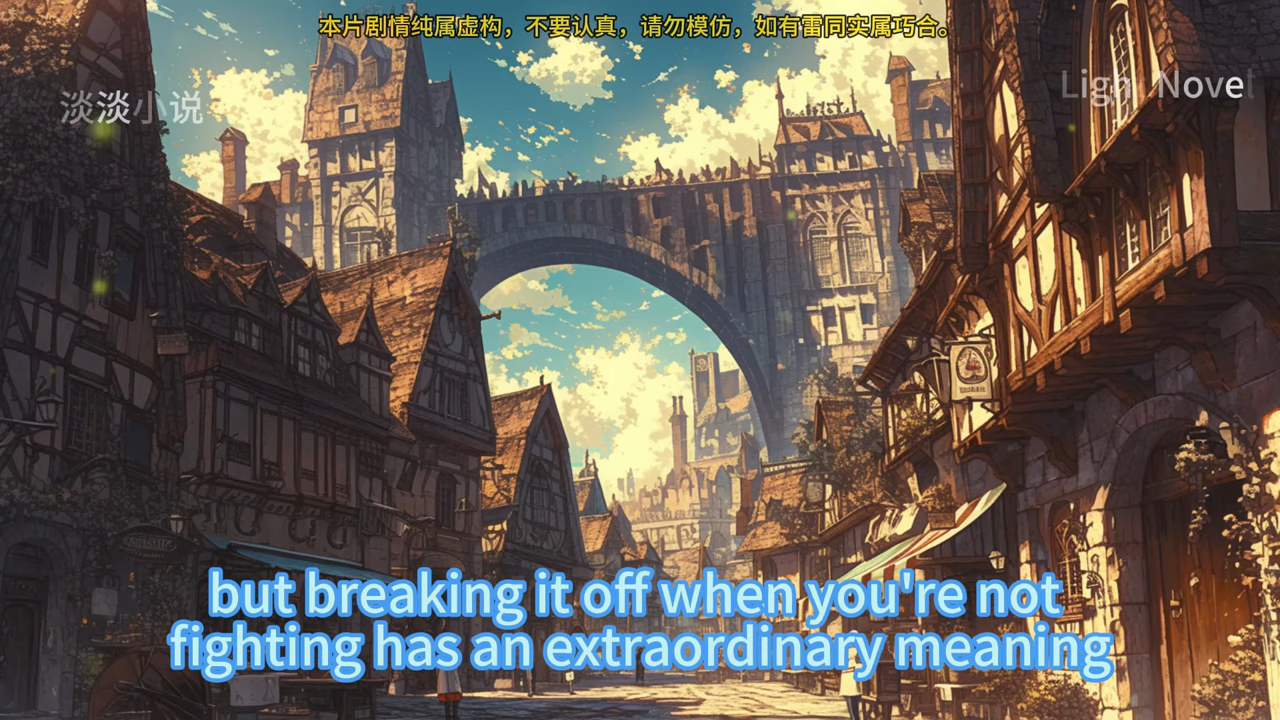 本片剧情纯属虚构，不要认真，请勿模仿，如有雷同实属巧合。
淡淡小说
Light Novel
but breaking it off when you're not
fighting has an extraordinary meaning